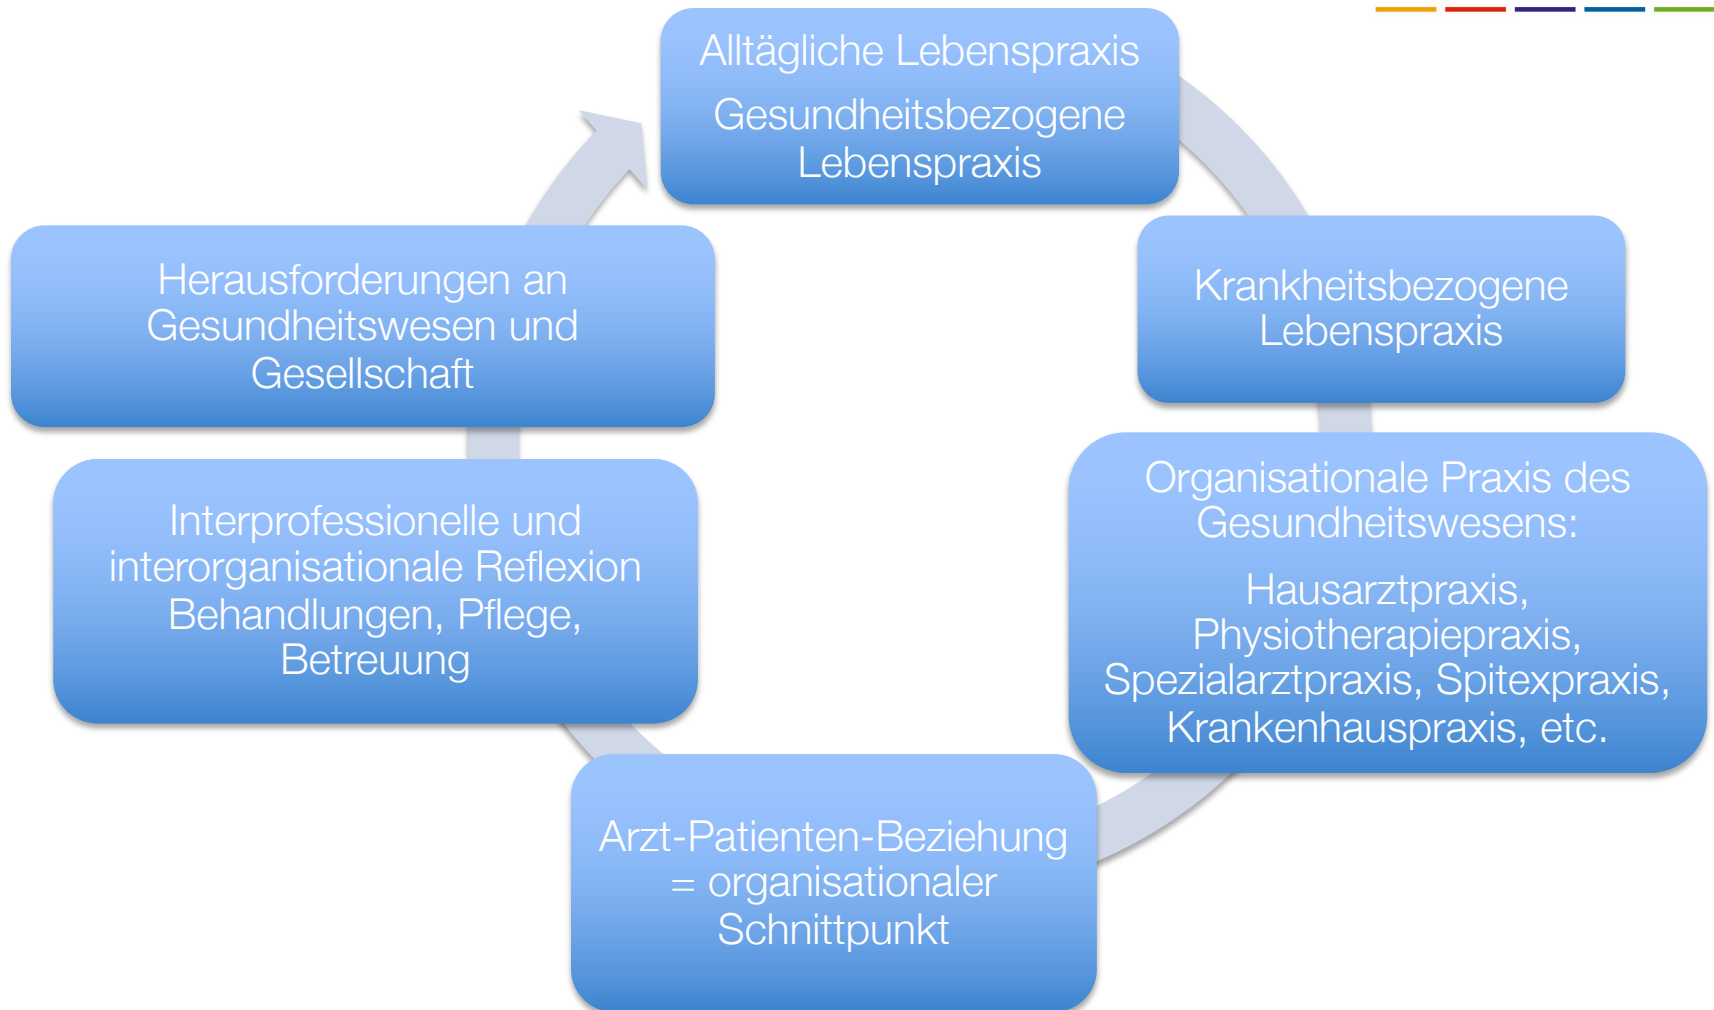 Alltägliche Lebenspraxis
Gesundheitsbezogene
Lebenspraxis
Krankheitsbezogene
Lebenspraxis
Organisationale Praxis des
Gesundheitswesens:
Hausarztpraxis,
Physiotherapiepraxis,
Spezialarztpraxis, Spitexpraxis,
Krankenhauspraxis, etc.
Arzt-Patienten-Beziehung
= organisationaler
Schnittpunkt
Interprofessionelle und
interorganisationale Reflexion
Behandlungen, Pflege,
Betreuung
Herausforderungen an
Gesundheitswesen und
Gesellschaft